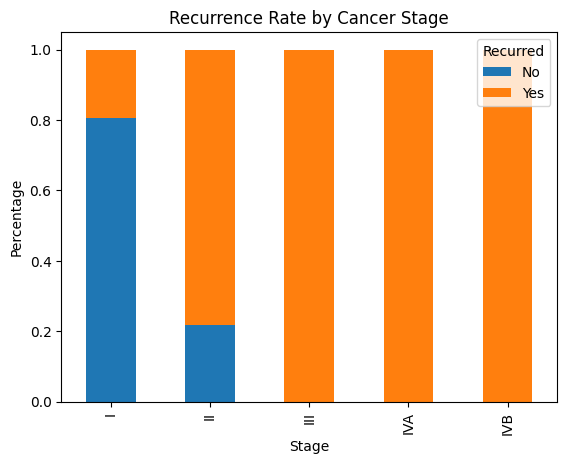 Recurrence Rate by Cancer Stage
Recurred
No
Yes
1.0
0.8
0.6
0.4
0.2
0.0
Percentage
I
II
III
IVA
IVB
Stage